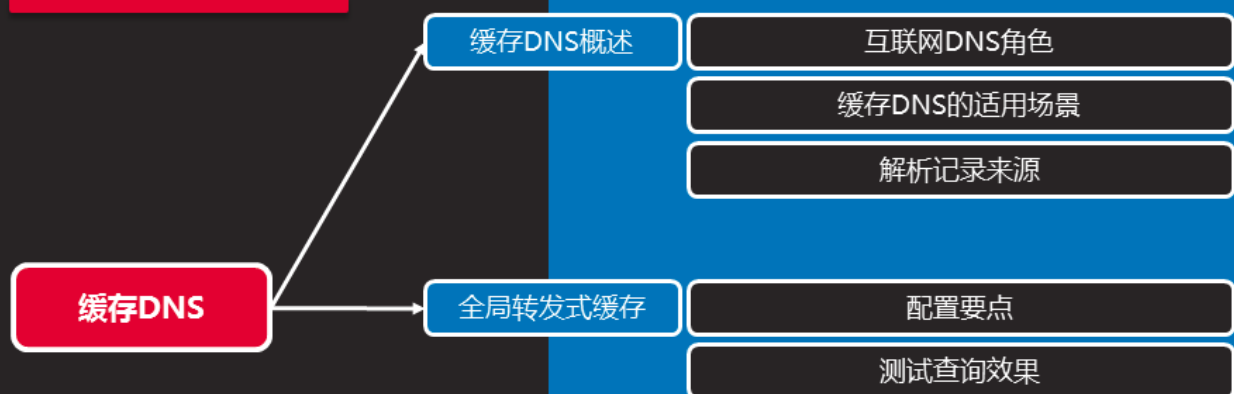 缓存DNS概述
互联网DNS角色
缓存DNS的适用场景
解析记录来源
缓存DNS
全局转发式缓存
配置要点
测试查询效果